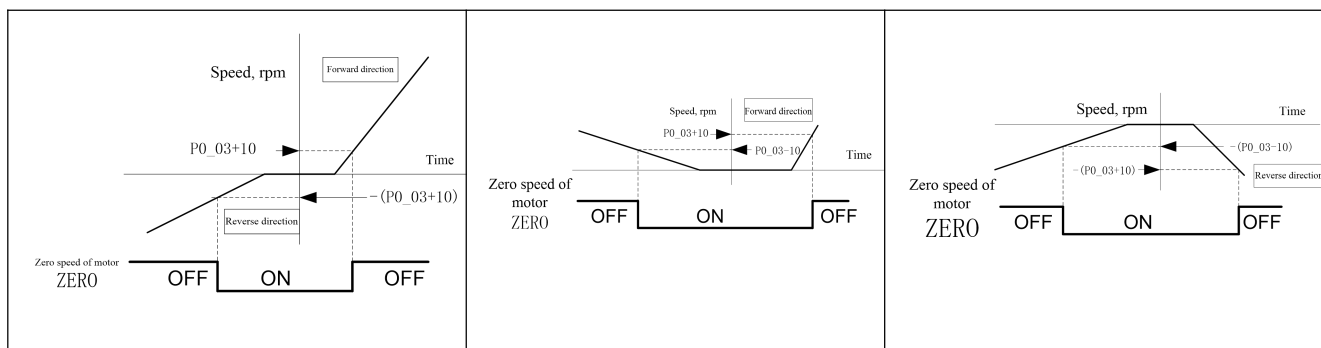 Speed, rpm
Forward direction
P0_03+10
Time
-(P0_03+10)
Reverse direction
Zero speed of motor
ZERO
OFF
ON
OFF
Speed, rpm
Forward direction
P0_03+10
P0_03-10
Time
Zero speed of
motor
ZERO
OFF
ON
OFF
Speed, rpm
Time
-(P0_03-10)
-(P0_03+10)
Reverse direction
Zero speed of
motor
ZERO
OFF
ON
OFF